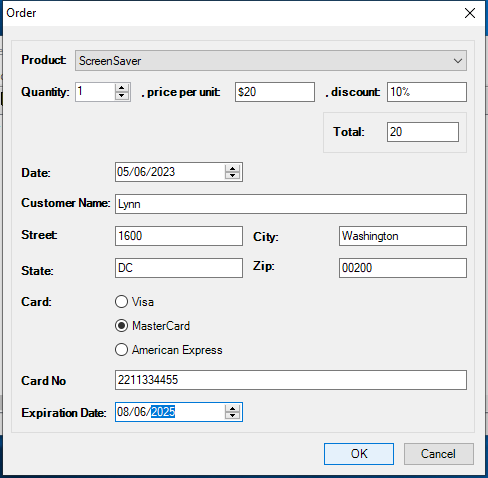 Order
Product: ScreenSaver
Quantity: 1 , price per unit: $20 , discount: 10%
Total: 20
Date: 05/06/2023
Customer Name: Lynn
Street: 1600 City: Washington
State: DC Zip: 00200
Card: Visa
MasterCard
American Express
Card No 2211334455
Expiration Date: 08/06/2025
OK Cancel